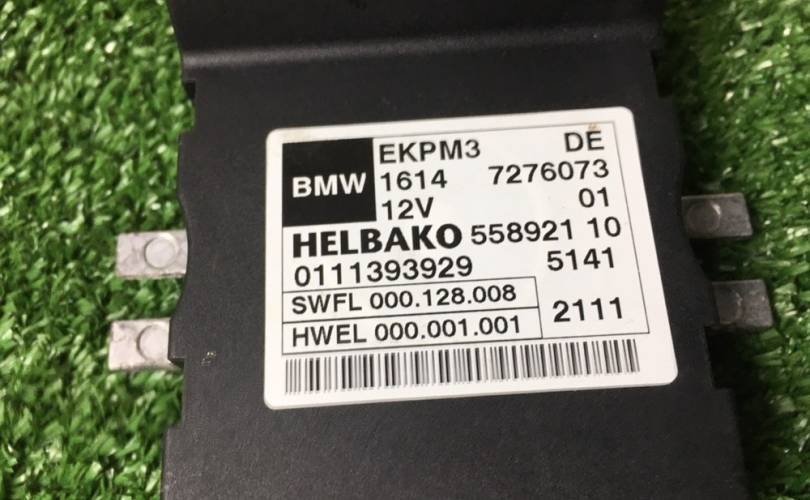 EKPM3 DE
BMW 1614 7276073
12V 01
HELBAKO 558921 10
0111393929 5141
SWFL 000.128.008
HWEL 000.001.001 2111